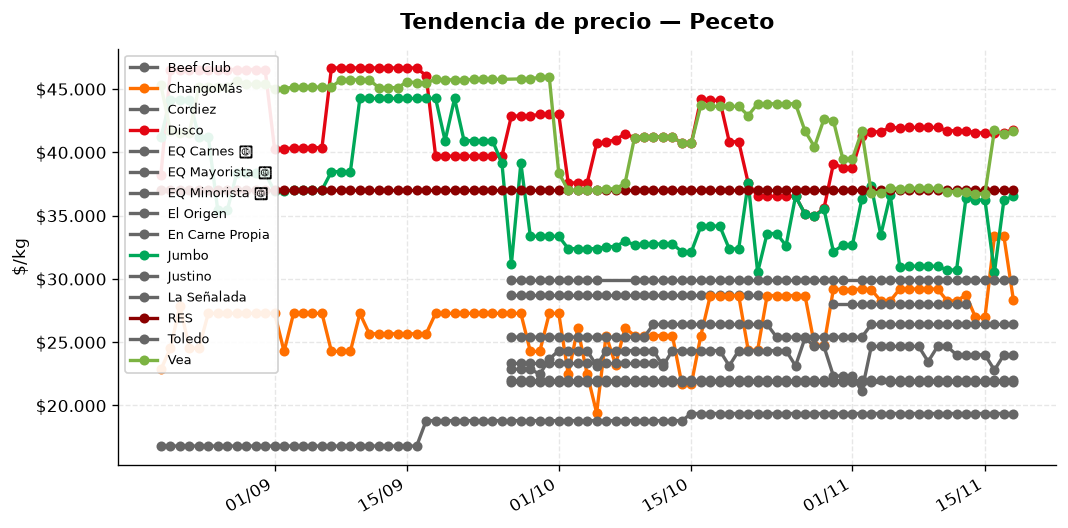 Tendencia de precio — Peceto
$/kg
$45.000
$40.000
$35.000
$30.000
$25.000
$20.000
Beef Club
ChangoMás
Cordiez
Disco
EQ Carnes
EQ Mayorista
EQ Minorista
El Origen
En Carne Propia
Jumbo
Justino
La Señalada
RES
Toledo
Vea
01/09
15/09
01/10
15/10
01/11
15/11